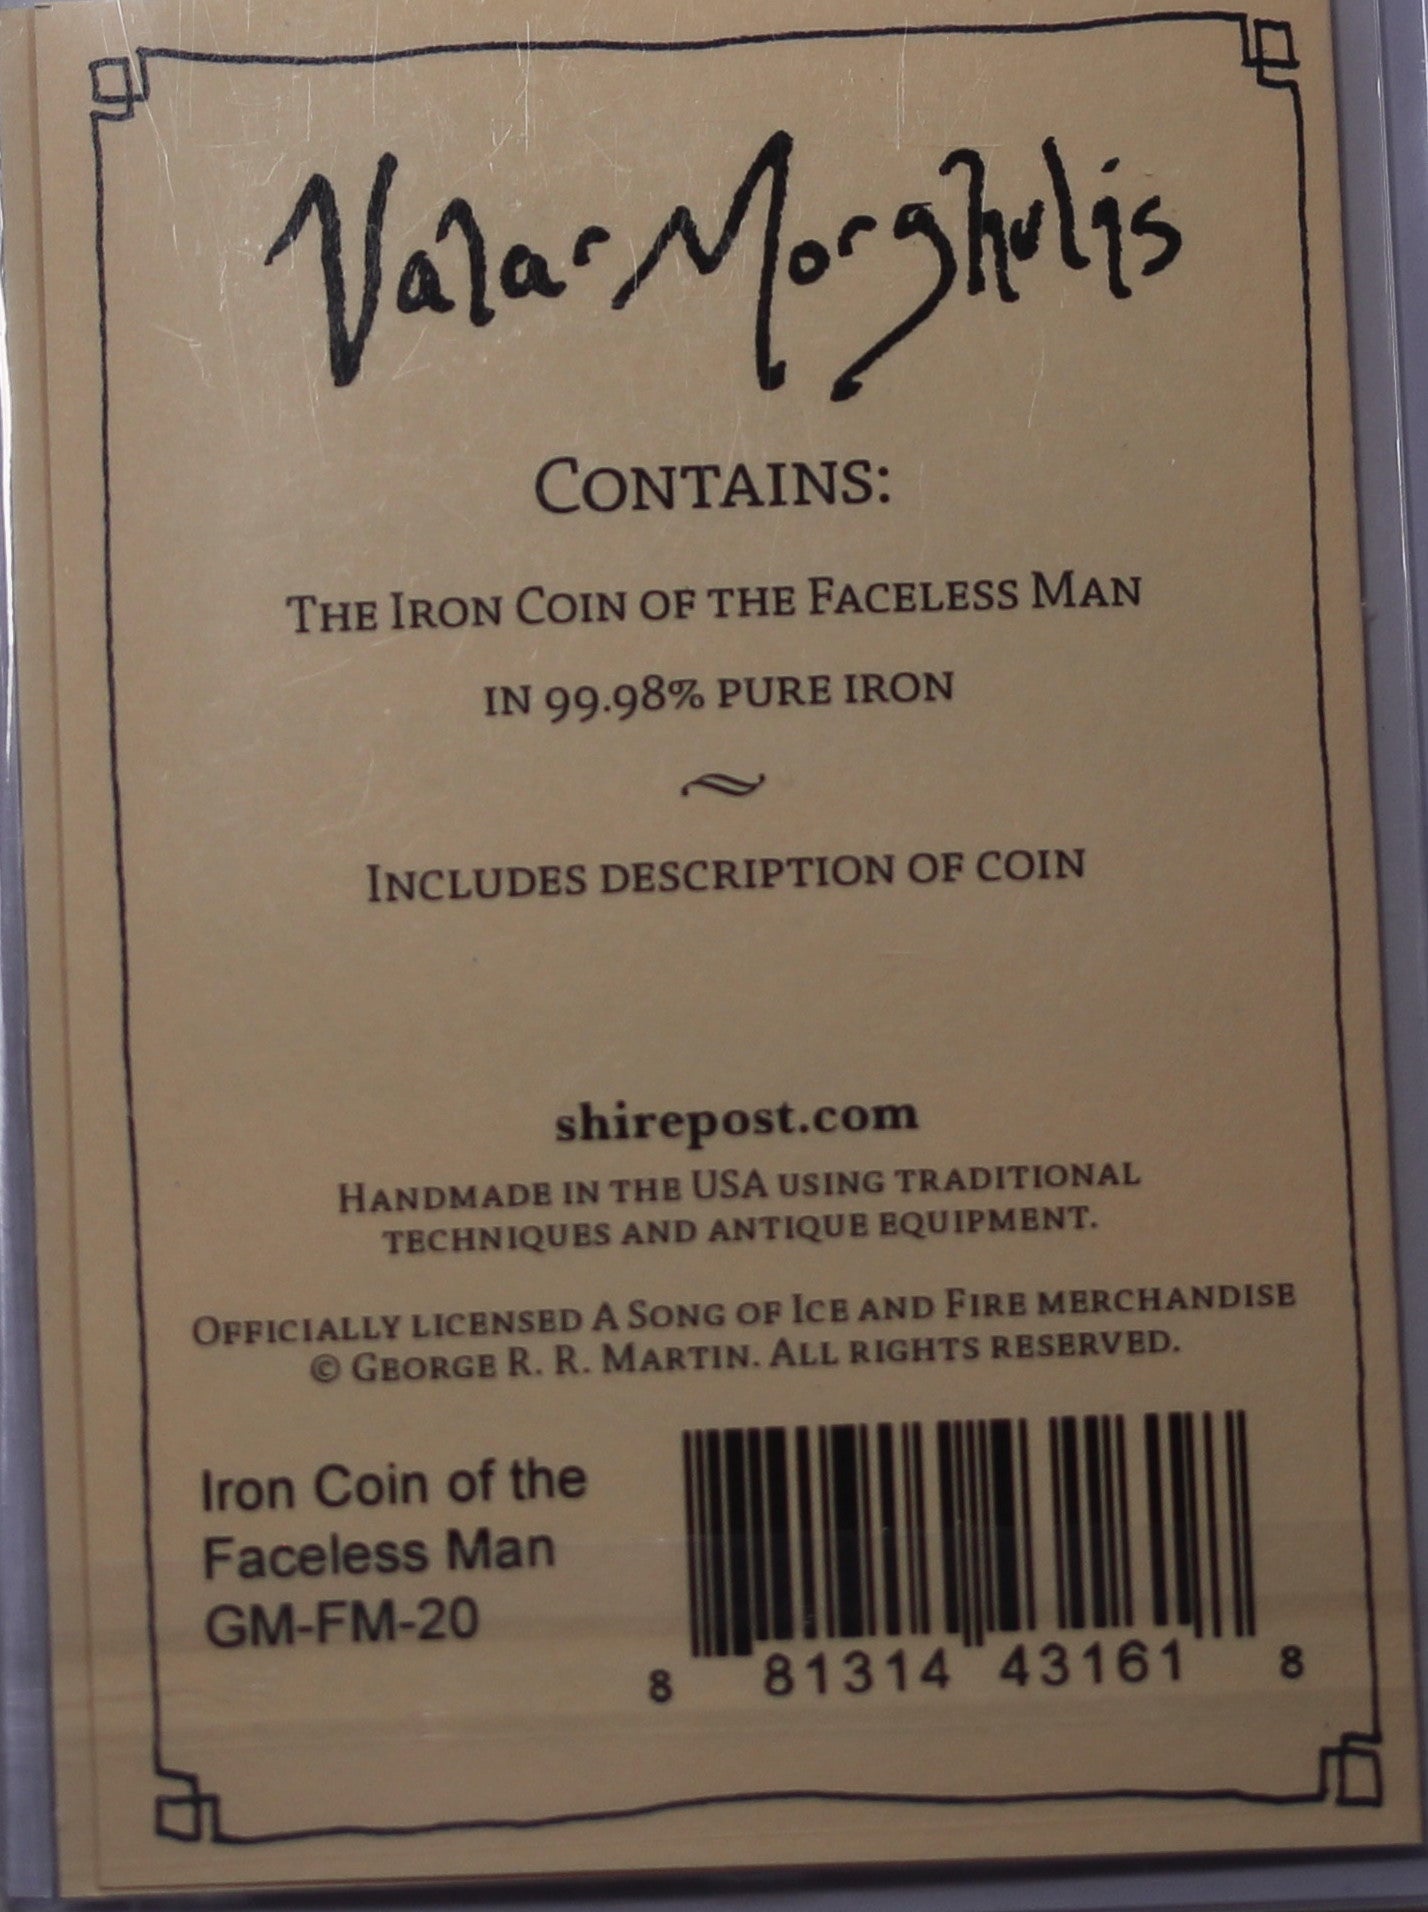 Valar Morghulis
Contains:
The Iron Coin of the Faceless Man
in 99.98% pure iron
Includes description of coin
shirepost.com
Handmade in the USA using traditional
techniques and antique equipment.
Officially licensed A Song of Ice and Fire merchandise
© George R. R. Martin. All rights reserved.
Iron Coin of the
Faceless Man
GM-FM-20
8 81314 43161 8